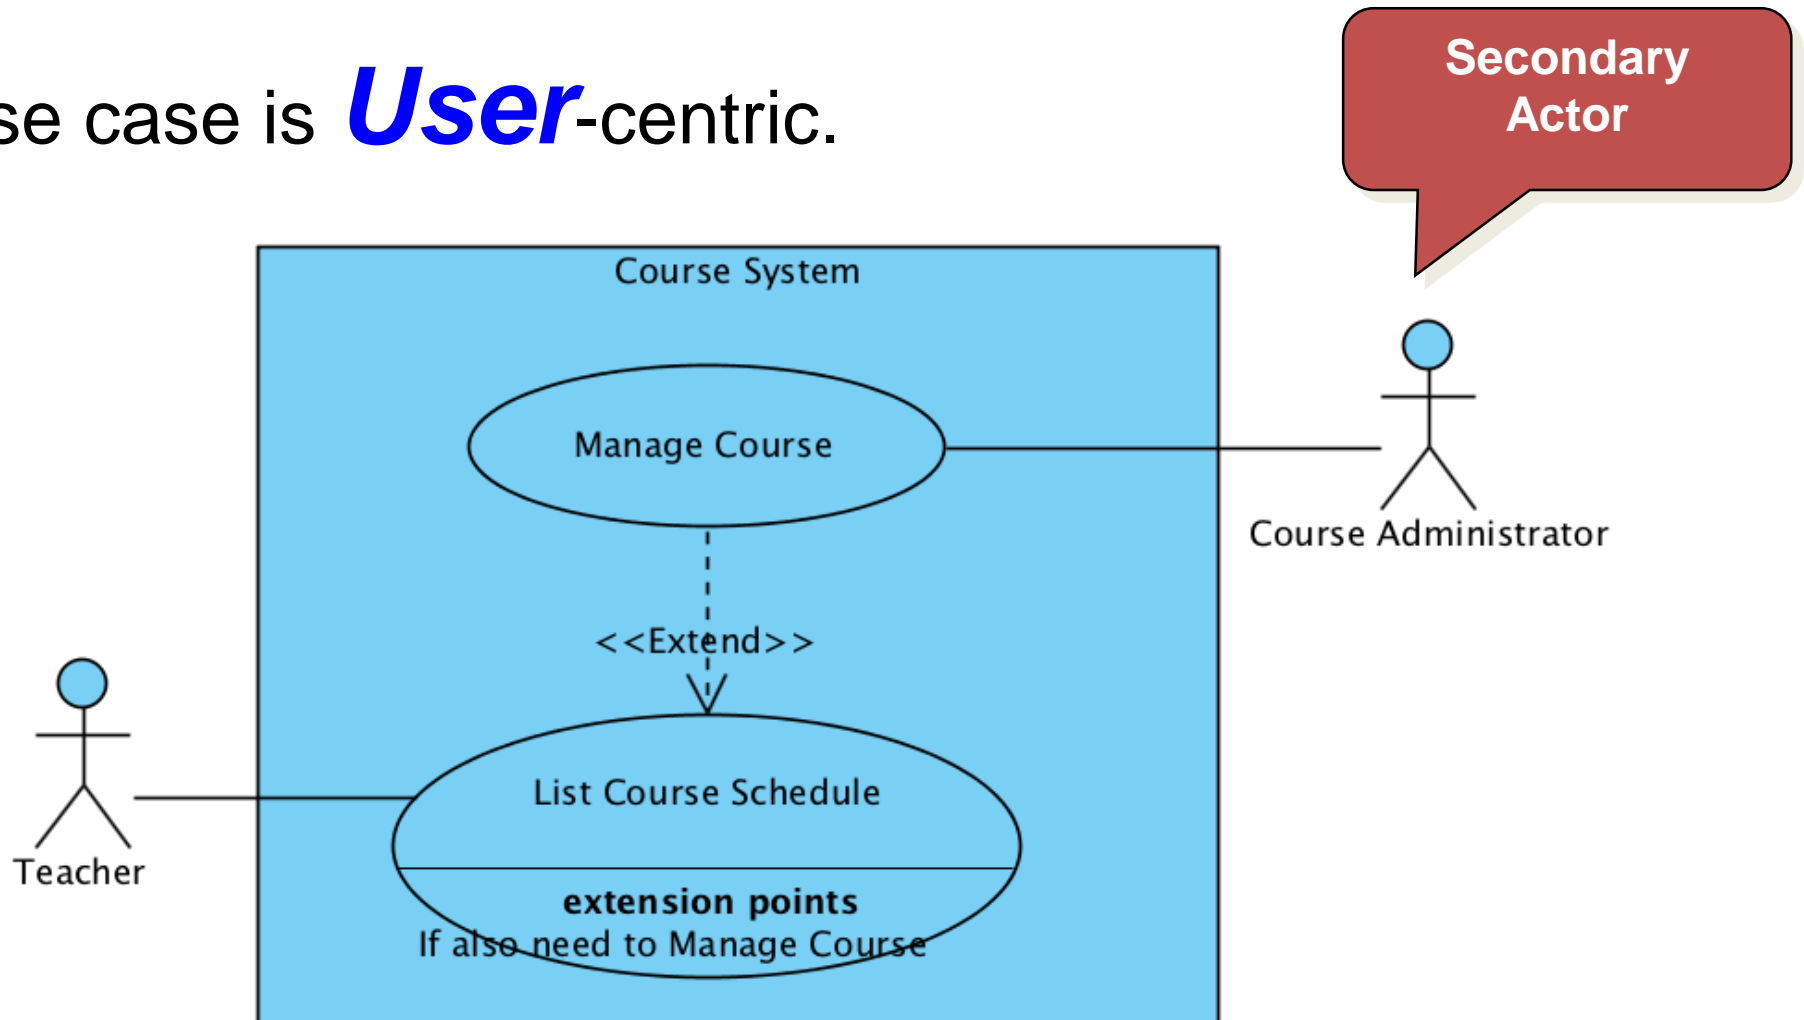 se case is User-centric.
Secondary
Actor
Course System
Manage Course
Course Administrator
<<Extend>>
List Course Schedule
Teacher
extension points
If also need to Manage Course